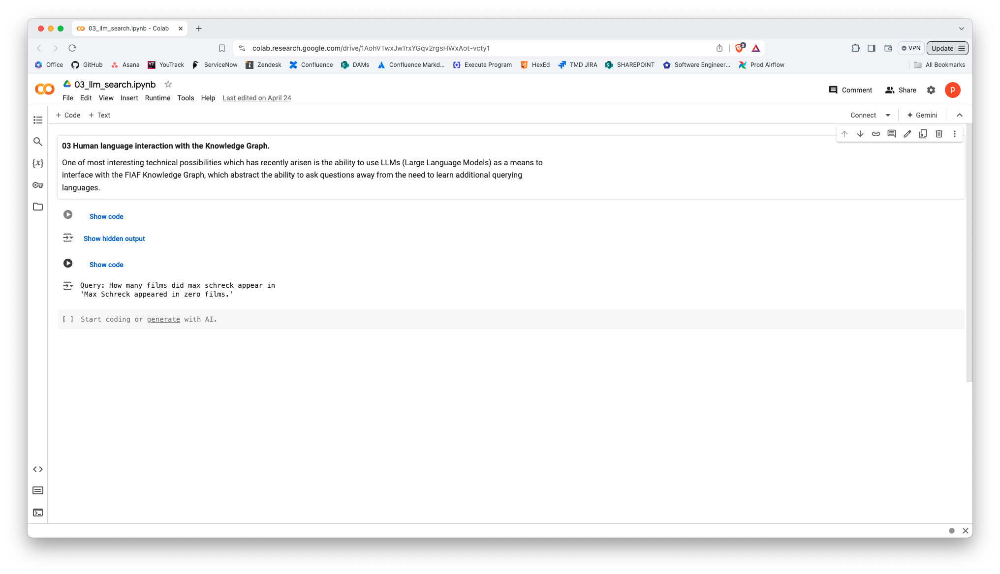 03_llm_search.ipynb - Colab
colab.research.google.com/drive/1AohVTwxJwTrxYGqv2rgsHWxAot-vcty1
3
VPN
Update
Office
GitHub
Asana
YouTrack
ServiceNow
Zendesk
Confluence
DAMs
Confluence Markd...
Execute Program
HexEd
TMD JIRA
SHAREPOINT
Software Engineer...
Prod Airflow
All Bookmarks
03_llm_search.ipynb
File Edit View Insert Runtime Tools Help Last edited on April 24
Comment
Share
p
+ Code + Text
Connect
Gemini
03 Human language interaction with the Knowledge Graph.
One of most interesting technical possibilities which has recently arisen is the ability to use LLMs (Large Language Models) as a means to
interface with the FIAF Knowledge Graph, which abstract the ability to ask questions away from the need to learn additional querying
languages.
Show code
Show hidden output
Show code
Query: How many films did max schreck appear in
'Max Schreck appeared in zero films.'
[ ] Start coding or generate with AI.